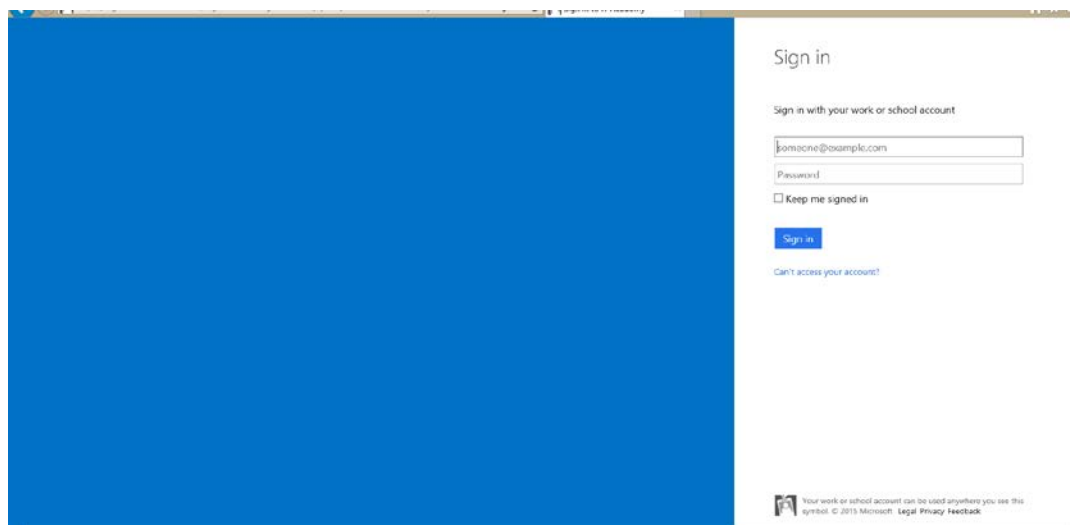 Sign in
Sign in with your work or school account
someone@example.com
Password
Keep me signed in
Sign in
Can't access your account?
Your work or school account can be used anywhere you see this
symbol. © 2015 Microsoft Legal Privacy Feedback